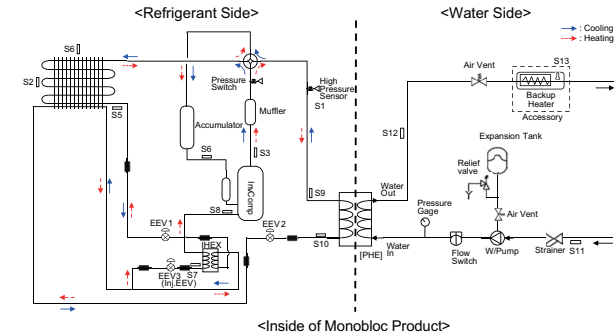 <Refrigerant Side>
<Water Side>
: Cooling
: Heating
S6
S2
S5
Pressure
Switch
High
Pressure
Sensor
S1
Muffler
Accumulator
S6
S3
S8
Inv.Comp
S9
EEV1
EEV2
S10
IHEX
EEV3
(Inj.EEV)
S7
[PHE]
Water
Out
Water
In
Air Vent
S13
Backup
Heater
Accessory
S12
Expansion Tank
Relief
valve
Air Vent
Pressure
Gage
Flow
Switch
W/Pump
Strainer
S11
<Inside of Monobloc Product>